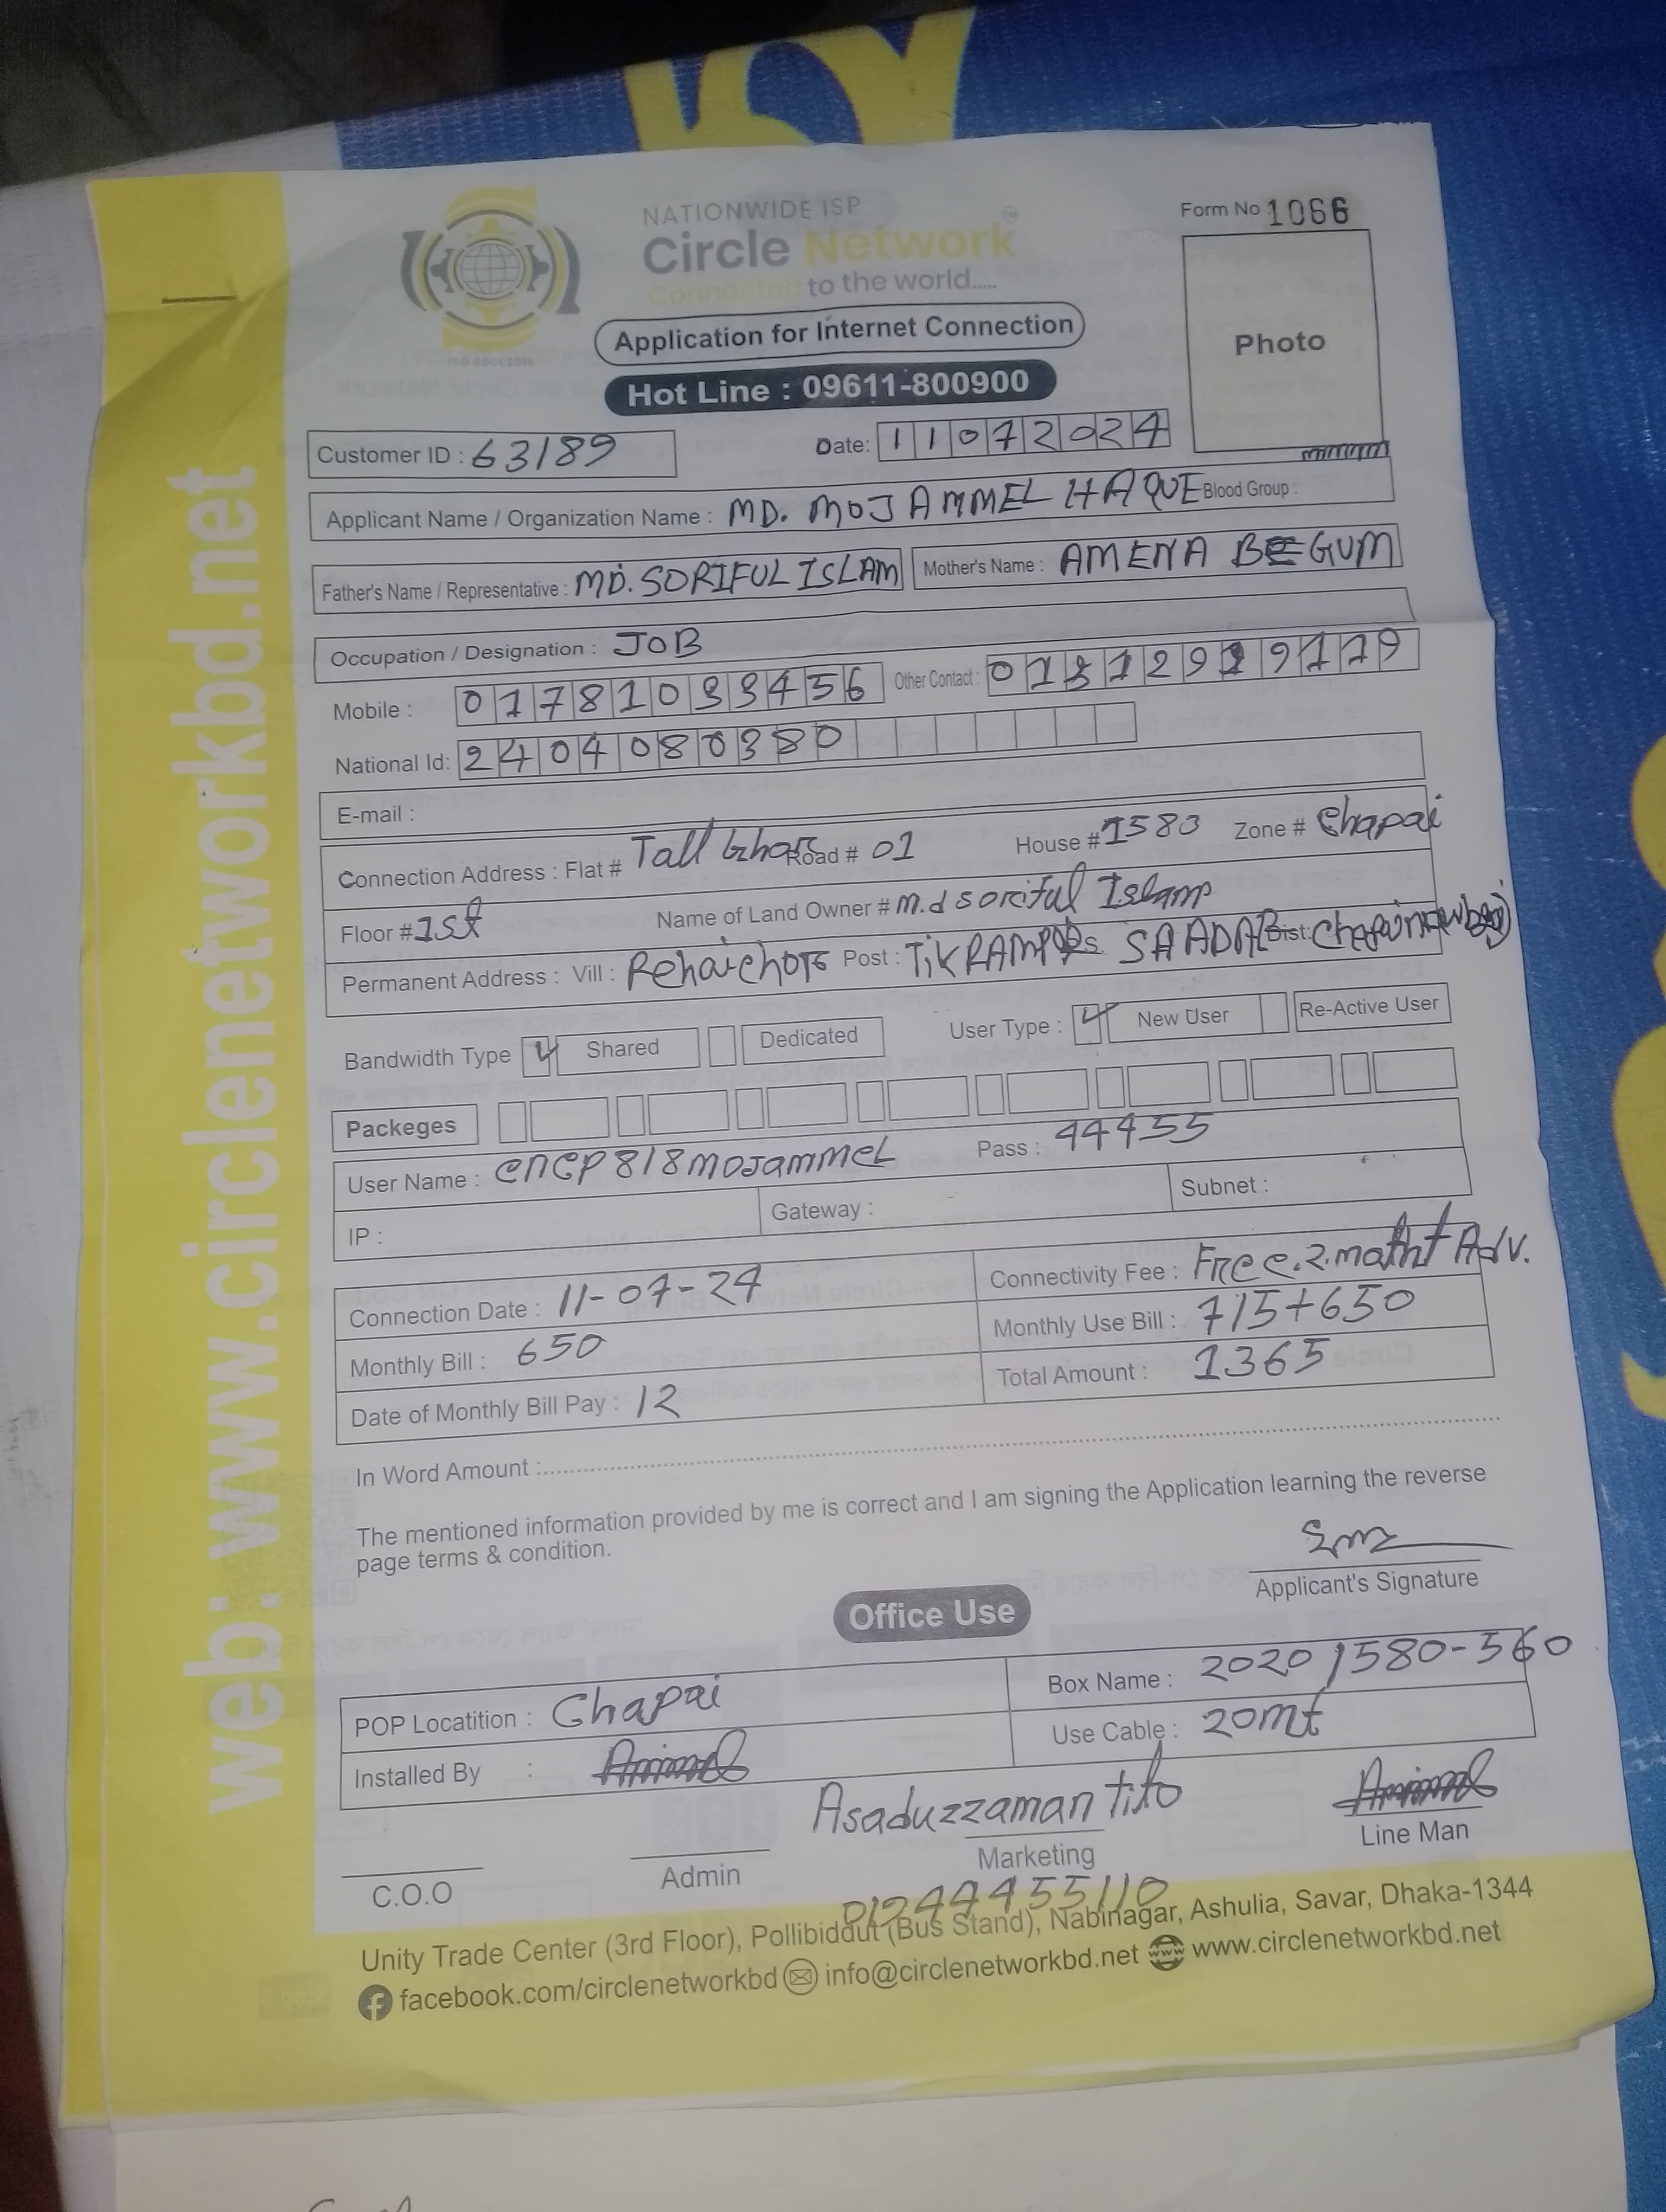 web: www.circlenetworkbd.net
NATIONWIDE ISP
Circle Network
Connected to the world.....
ISO 9001:2015
Form No 1066
Photo
Application for Internet Connection
Hot Line : 09611-800900
Customer ID : 63189 Date: 11072024
Applicant Name / Organization Name : MD. MOJAMMEL HAQUE Blood Group :
Father's Name / Representative : MD. SORIFUL ISLAM Mother's Name : AMENA BEGUM
Occupation / Designation : JOB
Mobile : 01781033456 Other Contact :
National Id: 2404080380
E-mail :
Connection Address : Flat # Tall Ghor Road # 01 House # 1580 Zone # Chapai
Floor # 1st Name of Land Owner # M.d soriful Islam
Permanent Address : Vill : Rehaichor Post : TiKRAMPUR P.S SAADAR Dist: Chapainawbgonj
Bandwidth Type Shared Dedicated User Type : New User Re-Active User
Packeges
User Name : cncp818mojammel Pass : 44455
IP : Gateway : Subnet :
Connection Date : 11-07-24 Connectivity Fee : Free.2.matht Adv.
Monthly Bill : 650 Monthly Use Bill : 715+650
Date of Monthly Bill Pay : 12 Total Amount : 1365
In Word Amount :
The mentioned information provided by me is correct and I am signing the Application learning the reverse
page terms & condition.
Applicant's Signature
Office Use
POP Locatition : Chapai Box Name : 2020/580-560
Installed By : Use Cable : 20mt
Asaduzzaman Tito
C.O.O Admin Marketing Line Man
Unity Trade Center (3rd Floor), Pollibiddut (Bus Stand), Nabinagar, Ashulia, Savar, Dhaka-1344
facebook.com/circlenetworkbd info@circlenetworkbd.net www.circlenetworkbd.net